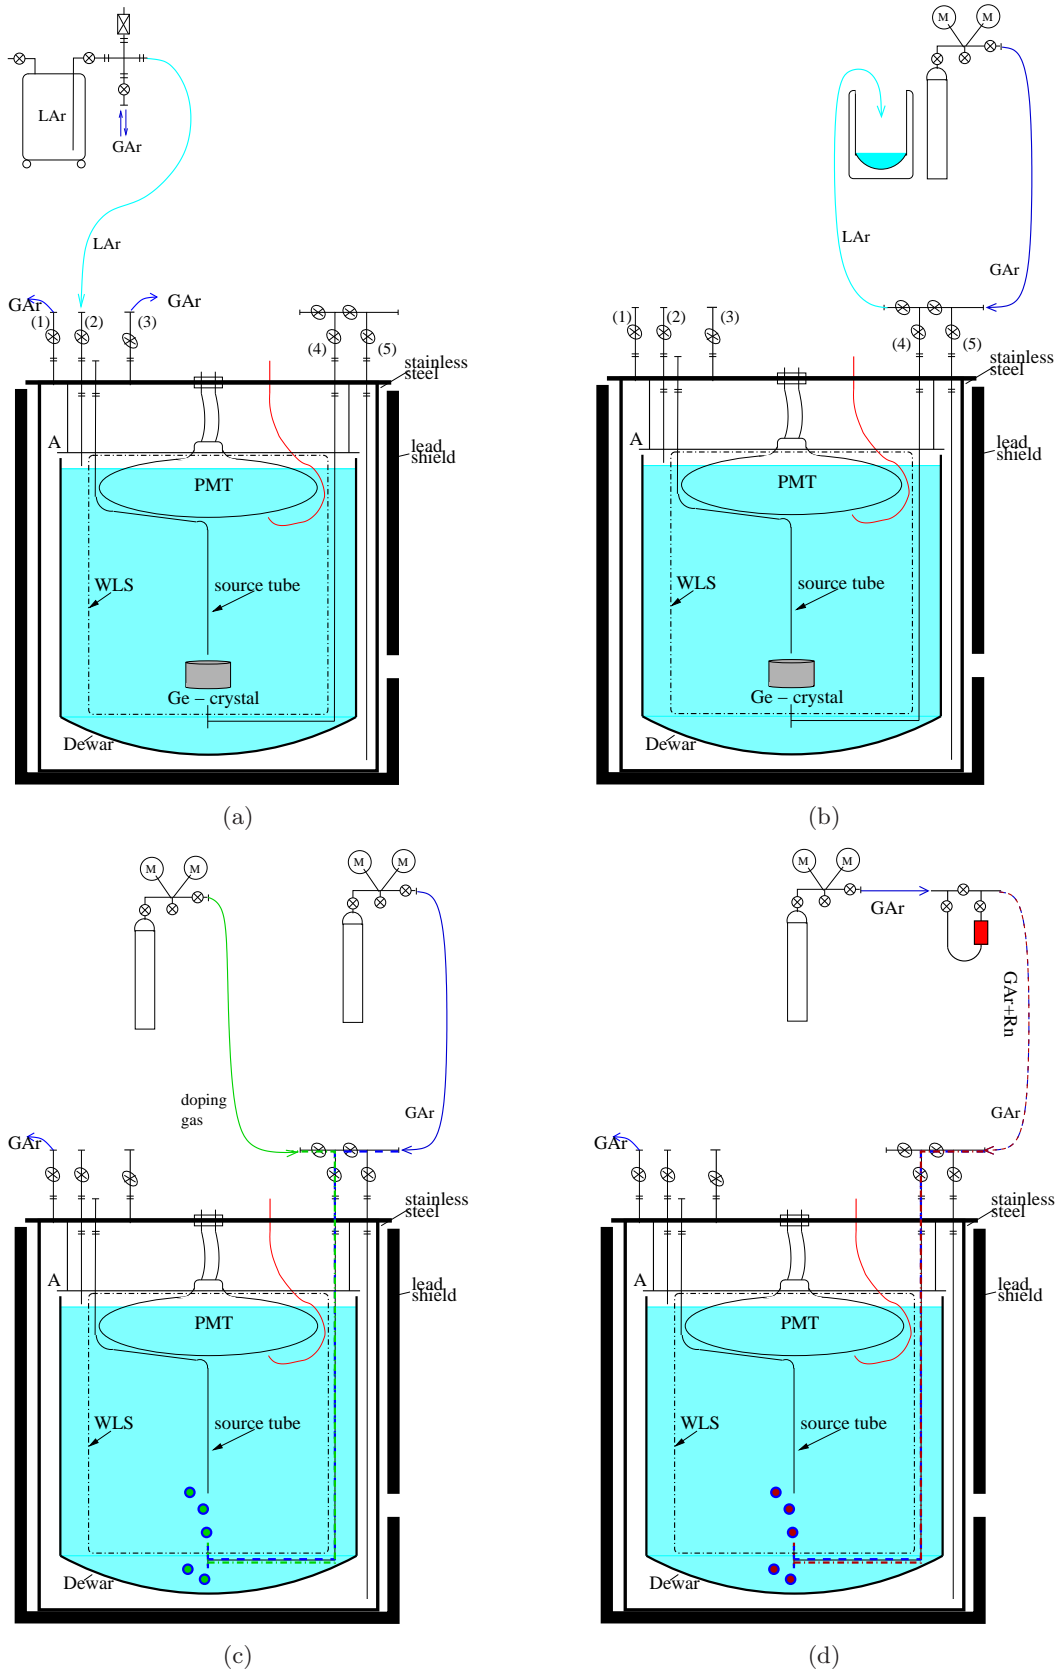 LAr
GAr
LAr
GAr
GAr
(1)
(2)
(3)
(4)
(5)
stainless
steel
A
lead
shield
PMT
WLS
source tube
Ge – crystal
Dewar
(a)
M
M
LAr
GAr
(1)
(2)
(3)
(4)
(5)
stainless
steel
A
lead
shield
PMT
WLS
source tube
Ge – crystal
Dewar
(b)
M
M
M
M
doping
gas
GAr
GAr
stainless
steel
A
lead
shield
PMT
WLS
source tube
Dewar
(c)
M
M
GAr
GAr+Rn
GAr
GAr
stainless
steel
A
lead
shield
PMT
WLS
source tube
Dewar
(d)